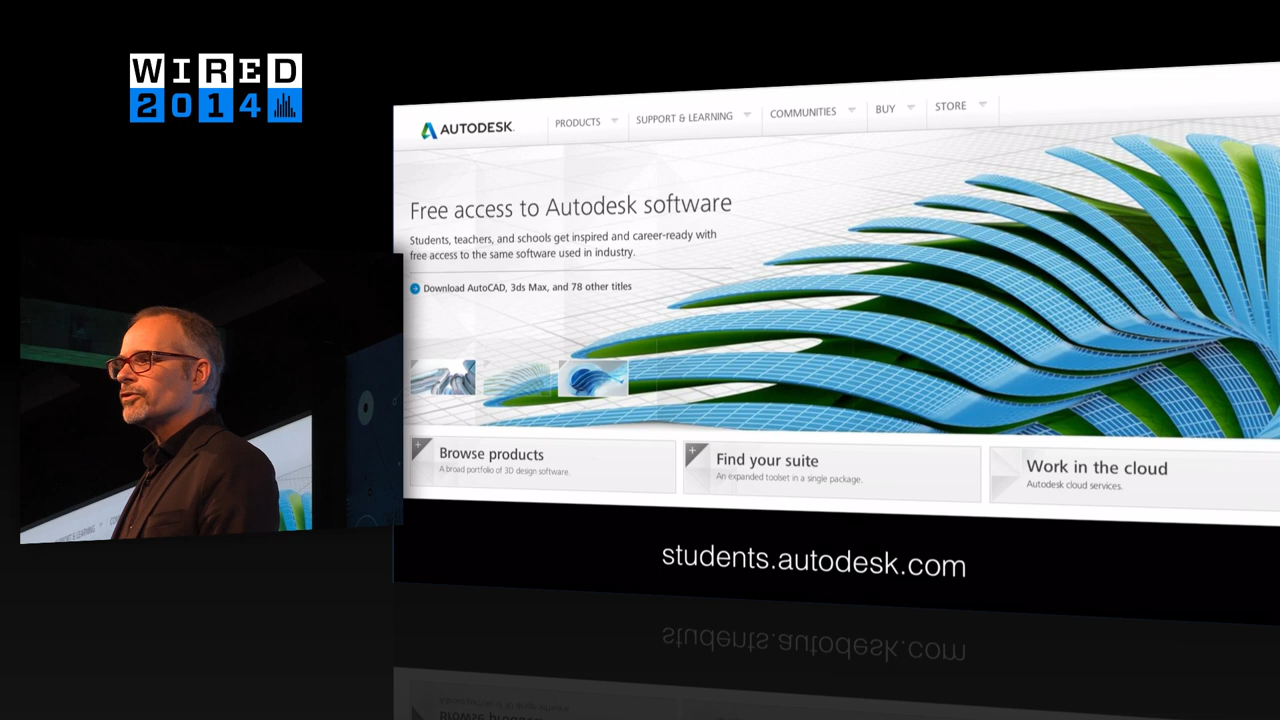 WIRED
2014
AUTODESK.
PRODUCTS
SUPPORT & LEARNING
COMMUNITIES
BUY
STORE
Free access to Autodesk software
Students, teachers, and schools get inspired and career-ready with
free access to the same software used in industry.
Download AutoCAD, 3ds Max, and 78 other titles
Browse products
A broad portfolio of 3D design software.
Find your suite
An expanded toolset in a single package.
Work in the cloud
Autodesk cloud services.
students.autodesk.com